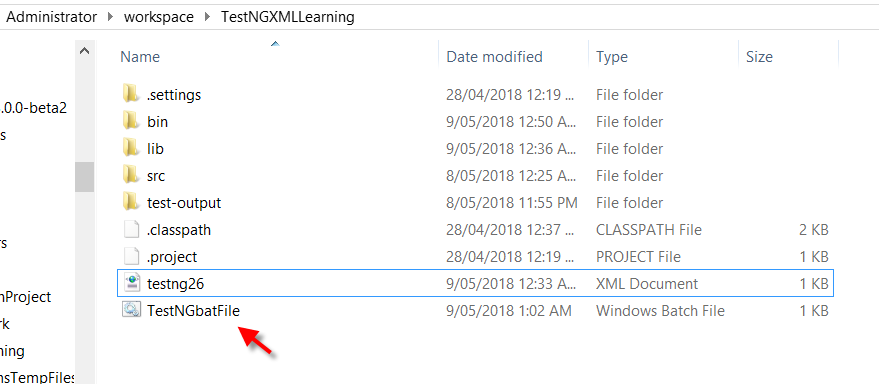 Administrator workspace TestNGXMLLearning
Name Date modified Type Size
.settings 28/04/2018 12:19 ... File folder
.0.0-beta2
bin 9/05/2018 12:50 A... File folder
s
lib 9/05/2018 12:36 A... File folder
src 8/05/2018 12:25 A... File folder
test-output 8/05/2018 11:55 PM File folder
.classpath 28/04/2018 12:37 ... CLASSPATH File 2 KB
rs
.project 28/04/2018 12:19 ... PROJECT File 1 KB
testng26 9/05/2018 12:33 A... XML Document 1 KB
nProject
TestNGbatFile 9/05/2018 1:02 AM Windows Batch File 1 KB
rk
ning
nsTempFiles